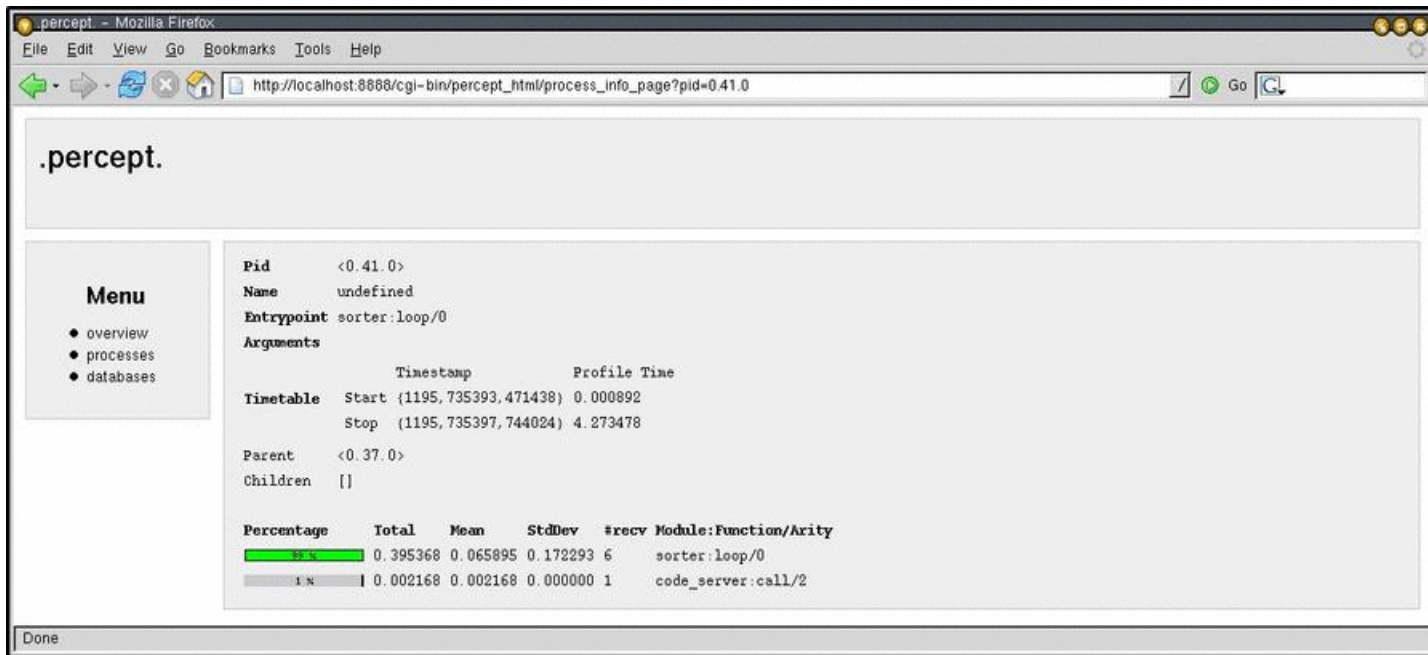 .percept. – Mozilla Firefox
File Edit View Go Bookmarks Tools Help
http://localhost:8888/cgi-bin/percept_html/process_info_page?pid=0.41.0 Go G
.percept.
Menu
overview
processes
databases
Pid <0.41.0>
Name undefined
Entrypoint sorter:loop/0
Arguments
Timestamp Profile Time
Timetable Start {1195,735393,471438} 0.000892
Stop {1195,735397,744024} 4.273478
Parent <0.37.0>
Children []
Percentage Total Mean StdDev #recv Module:Function/Arity
99 % 0.395368 0.065895 0.172293 6 sorter:loop/0
1 % 0.002168 0.002168 0.000000 1 code_server:call/2
Done